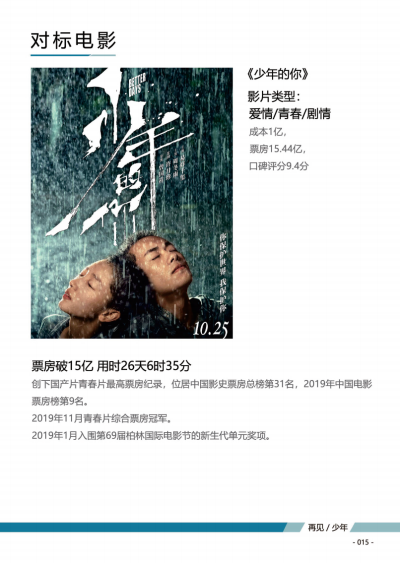 对标电影
《少年的你》
影片类型：
爱情/青春/剧情
成本1亿，
票房15.44亿，
口碑评分9.4分
BETTER
DAYS
少年的你
你保护世界 我保护你
10.25
票房破15亿 用时26天6时35分
创下国产片青春片最高票房纪录，位居中国影史票房总榜第31名，2019年中国电影
票房榜第9名。
2019年11月青春片综合票房冠军。
2019年1月入围第69届柏林国际电影节的新生代单元奖项。
再见 / 少年
- 015 -